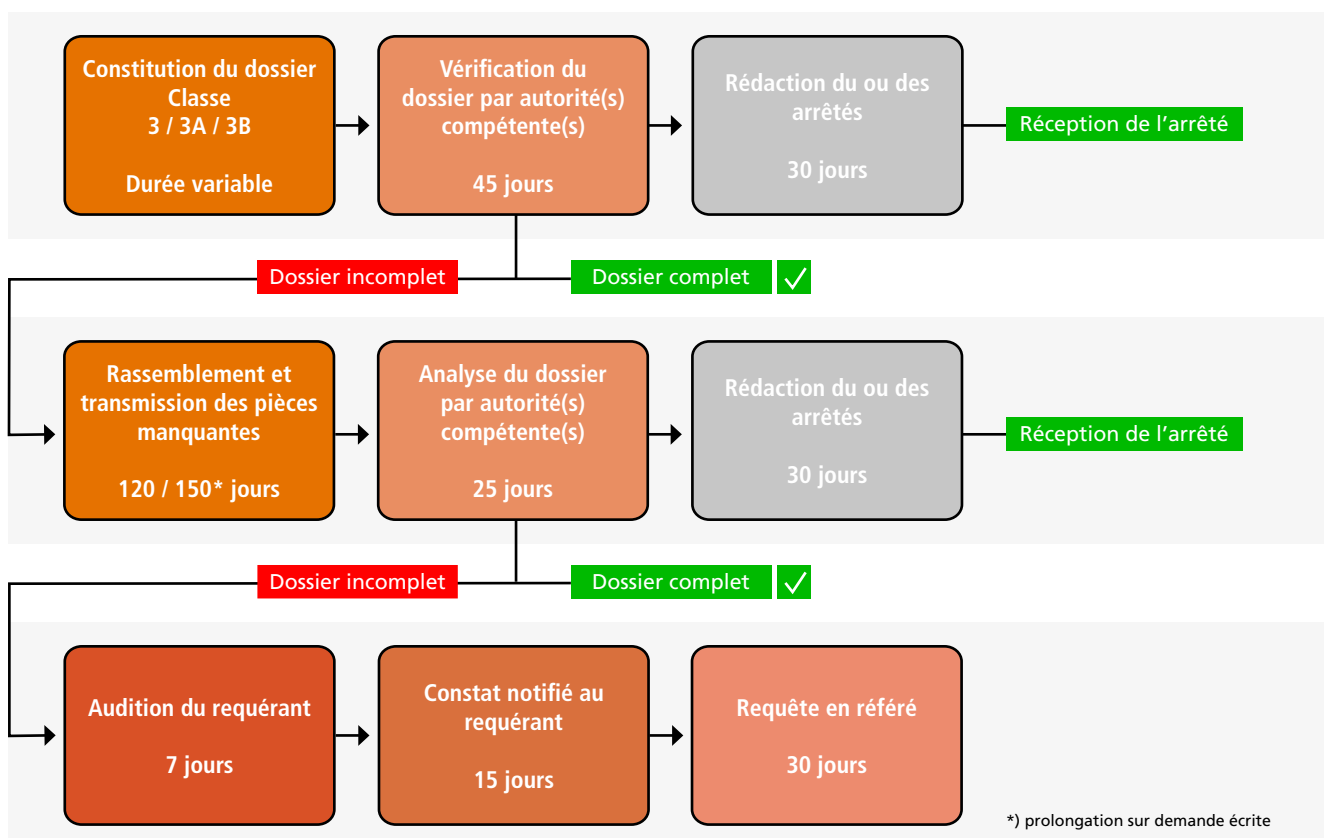 Constitution du dossier
Classe
3 / 3A / 3B
Durée variable
Vérification du
dossier par autorité(s)
compétente(s)
45 jours
Rédaction du ou des
arrêtés
30 jours
Réception de l’arrêté
Dossier incomplet
Dossier complet
Rassemblement et
transmission des pièces
manquantes
120 / 150* jours
Analyse du dossier
par autorité(s)
compétente(s)
25 jours
Rédaction du ou des
arrêtés
30 jours
Réception de l’arrêté
Dossier incomplet
Dossier complet
Audition du requérant
7 jours
Constat notifié au
requérant
15 jours
Requête en référé
30 jours
*) prolongation sur demande écrite